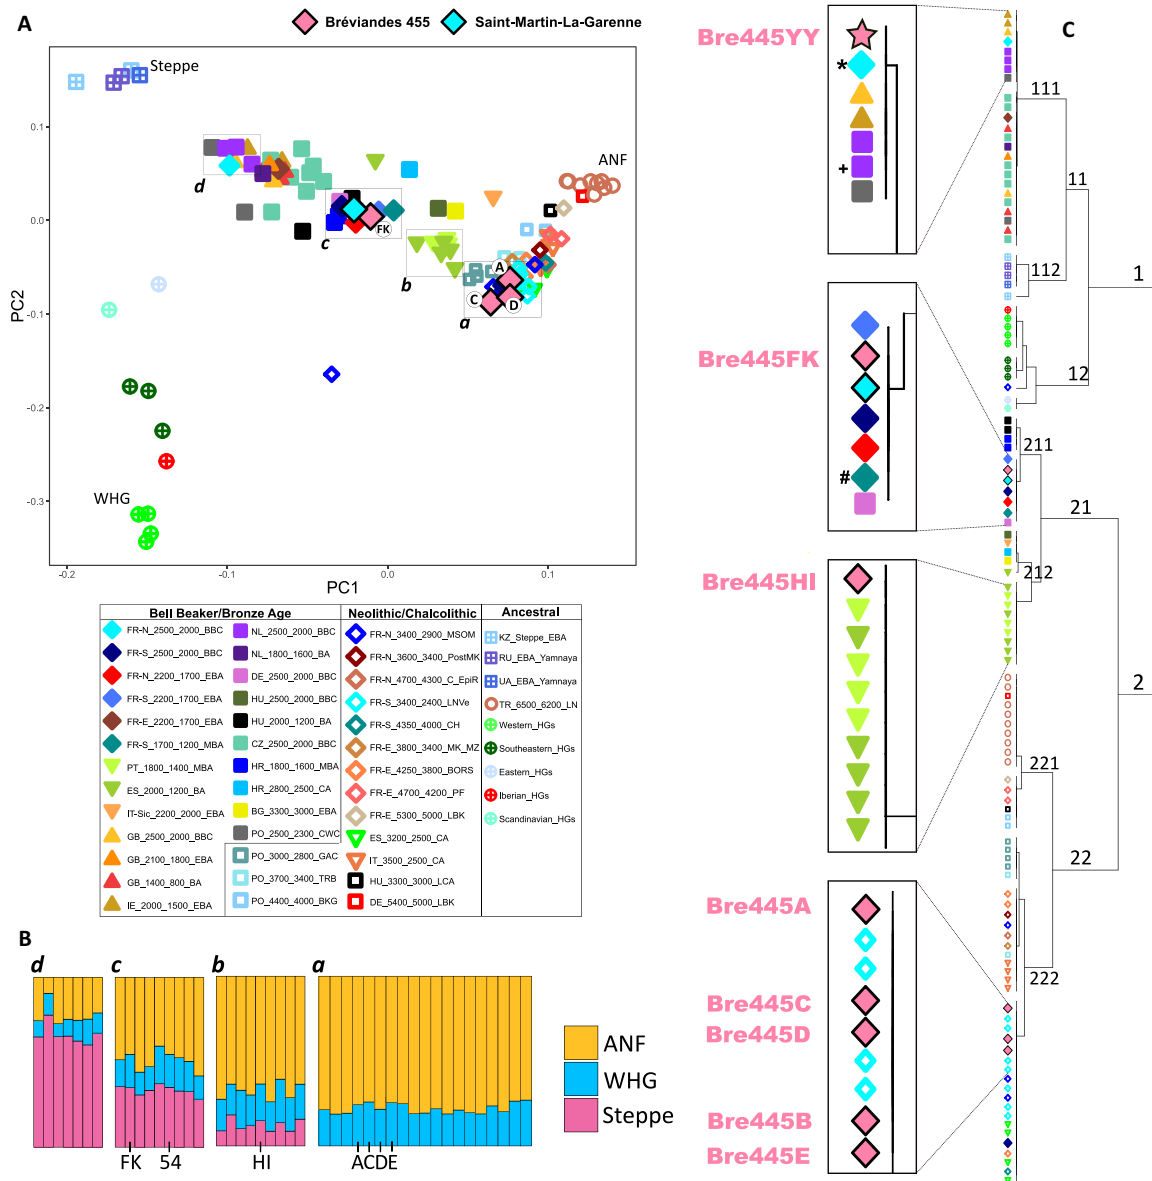 A
Bréviandes 455
Saint-Martin-La-Garenne
Steppe
ANF
WHG
d
c
b
a
FK
A
C
D
0.1
0.0
-0.1
-0.2
-0.3
PC2
-0.2
-0.1
0.0
0.1
PC1
Bell Beaker/Bronze Age
Neolithic/Chalcolithic
Ancestral
FR-N_2500_2000_BBC
FR-S_2500_2000_BBC
FR-N_2200_1700_EBA
FR-S_2200_1700_EBA
FR-E_2200_1700_EBA
FR-S_1700_1200_MBA
PT_1800_1400_MBA
ES_2000_1200_BA
IT-Sic_2200_2000_EBA
GB_2500_2000_BBC
GB_2100_1800_EBA
GB_1400_800_BA
IE_2000_1500_EBA
NL_2500_2000_BBC
NL_1800_1600_BA
DE_2500_2000_BBC
HU_2500_2000_BBC
HU_2000_1200_BA
CZ_2500_2000_BBC
HR_1800_1600_MBA
HR_2800_2500_CA
BG_3300_3000_EBA
PO_2500_2300_CWC
PO_3000_2800_GAC
PO_3700_3400_TRB
PO_4400_4000_BKG
FR-N_3400_2900_MSOM
FR-N_3600_3400_PostMK
FR-N_4700_4300_C_EpiR
FR-S_3400_2400_LNVe
FR-S_4350_4000_CH
FR-E_3800_3400_MK_MZ
FR-E_4250_3800_BORS
FR-E_4700_4200_PF
FR-E_5300_5000_LBK
ES_3200_2500_CA
IT_3500_2500_CA
HU_3300_3000_LCA
DE_5400_5000_LBK
KZ_Steppe_EBA
RU_EBA_Yamnaya
UA_EBA_Yamnaya
TR_6500_6200_LN
Western_HGs
Southeastern_HGs
Eastern_HGs
Iberian_HGs
Scandinavian_HGs
B
d
c
b
a
FK
54
HI
ACDE
ANF
WHG
Steppe
C
Bre445YY
*
+
Bre445FK
#
Bre445HI
Bre445A
Bre445C
Bre445D
Bre445B
Bre445E
111
11
112
1
12
211
21
212
2
221
22
222